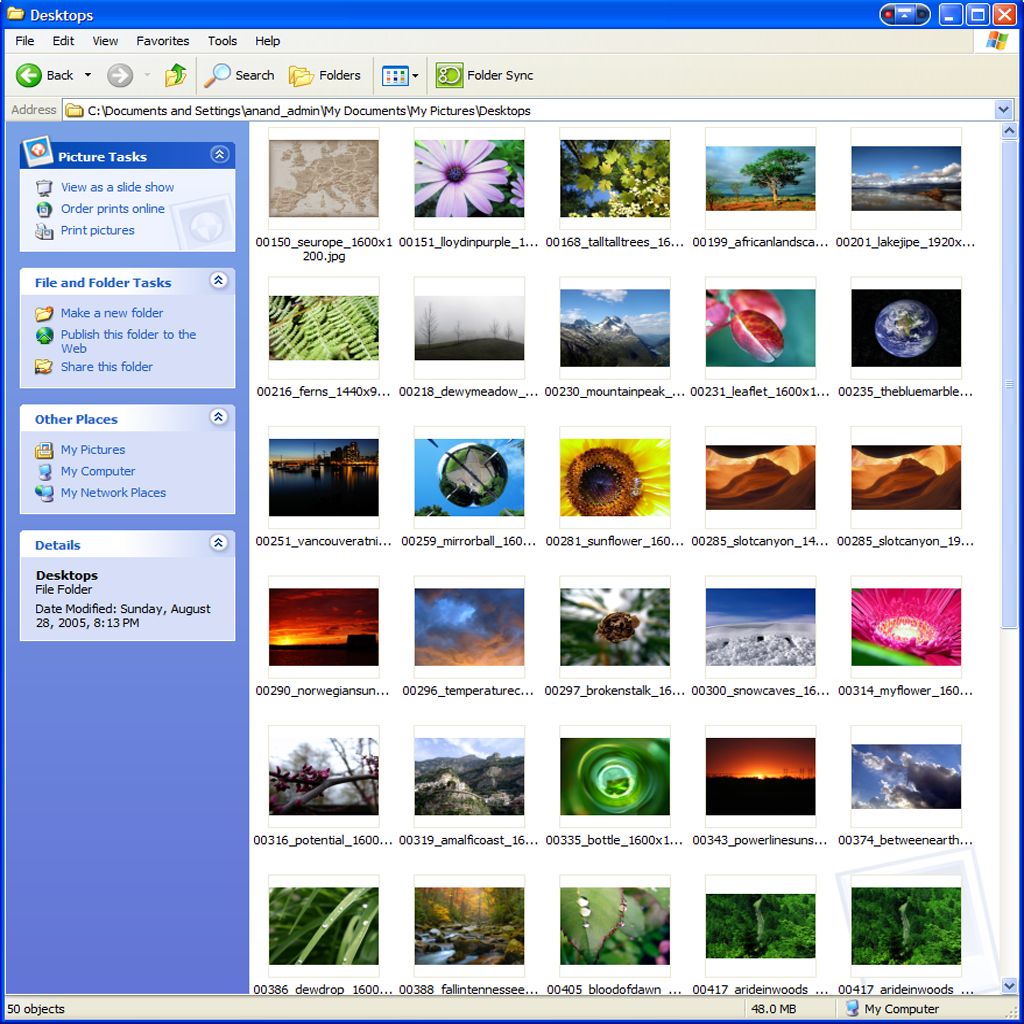 Desktops
File Edit View Favorites Tools Help
Back Search Folders Folder Sync
Address C:\Documents and Settings\anand_admin\My Documents\My Pictures\Desktops
Picture Tasks
View as a slide show
Order prints online
Print pictures
File and Folder Tasks
Make a new folder
Publish this folder to the
Web
Share this folder
Other Places
My Pictures
My Computer
My Network Places
Details
Desktops
File Folder
Date Modified: Sunday, August
28, 2005, 8:13 PM
00150_seurope_1600x1 00151_lloydinpurple_1... 00168_talltalltrees_16... 00199_africanlandsca... 00201_lakejipe_1920x...
200.jpg
00216_ferns_1440x9... 00218_dewymeadow_... 00230_mountainpeak_... 00231_leaflet_1600x1... 00235_thebluemarble...
00251_vancouveratni... 00259_mirrorball_160... 00281_sunflower_160... 00285_slotcanyon_14... 00285_slotcanyon_19...
00290_norwegiansun... 00296_temperaturec... 00297_brokenstalk_16... 00300_snowcaves_16... 00314_myflower_160...
00316_potential_1600... 00319_amalficoast_16... 00335_bottle_1600x1... 00343_powerlinesuns... 00374_betweenearth...
00386_dewdrop_1600... 00388_fallintennessee... 00405_bloodofdawn_... 00417_arideinwoods_... 00417_arideinwoods_...
50 objects 48.0 MB My Computer